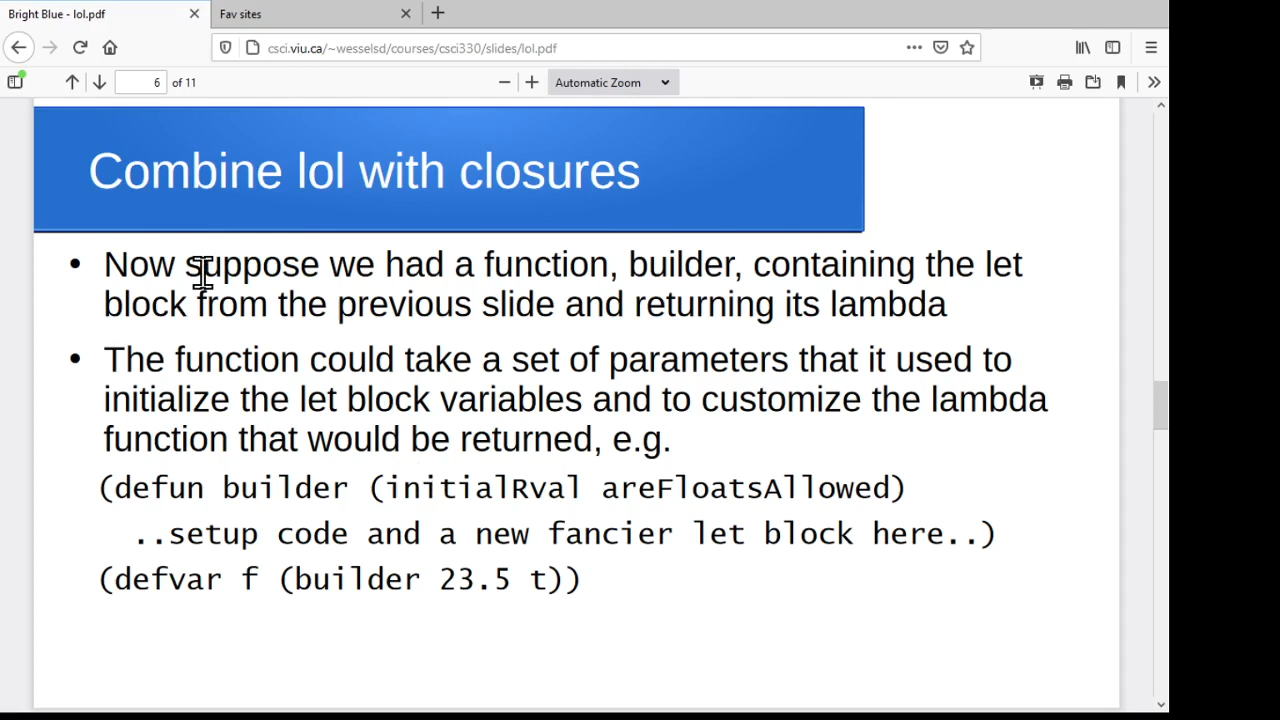 Bright Blue - lol.pdf
Fav sites
csci.viu.ca/~wesselsd/courses/csci330/slides/lol.pdf
6 of 11
Automatic Zoom
Combine lol with closures
• Now suppose we had a function, builder, containing the let
block from the previous slide and returning its lambda
• The function could take a set of parameters that it used to
initialize the let block variables and to customize the lambda
function that would be returned, e.g.
(defun builder (initialRval areFloatsAllowed)
..setup code and a new fancier let block here..)
(defvar f (builder 23.5 t))